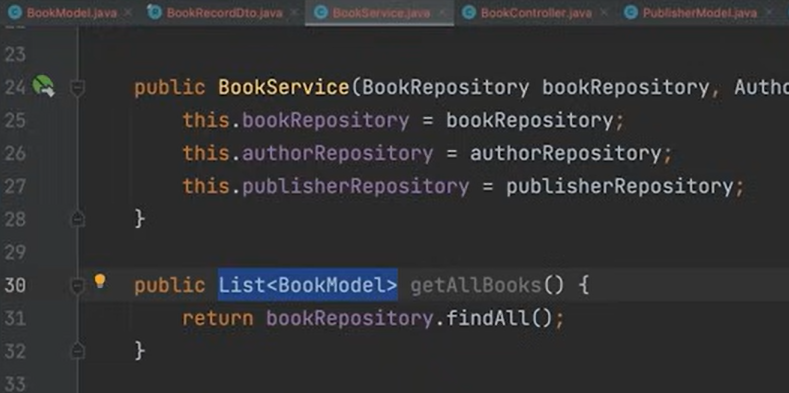 BookModel.java × BookRecordDto.java × BookService.java × BookController.java × PublisherModel.java ×
23
24 public BookService(BookRepository bookRepository, Autho
25 this.bookRepository = bookRepository;
26 this.authorRepository = authorRepository;
27 this.publisherRepository = publisherRepository;
28 }
29
30 public List<BookModel> getAllBooks() {
31 return bookRepository.findAll();
32 }
33